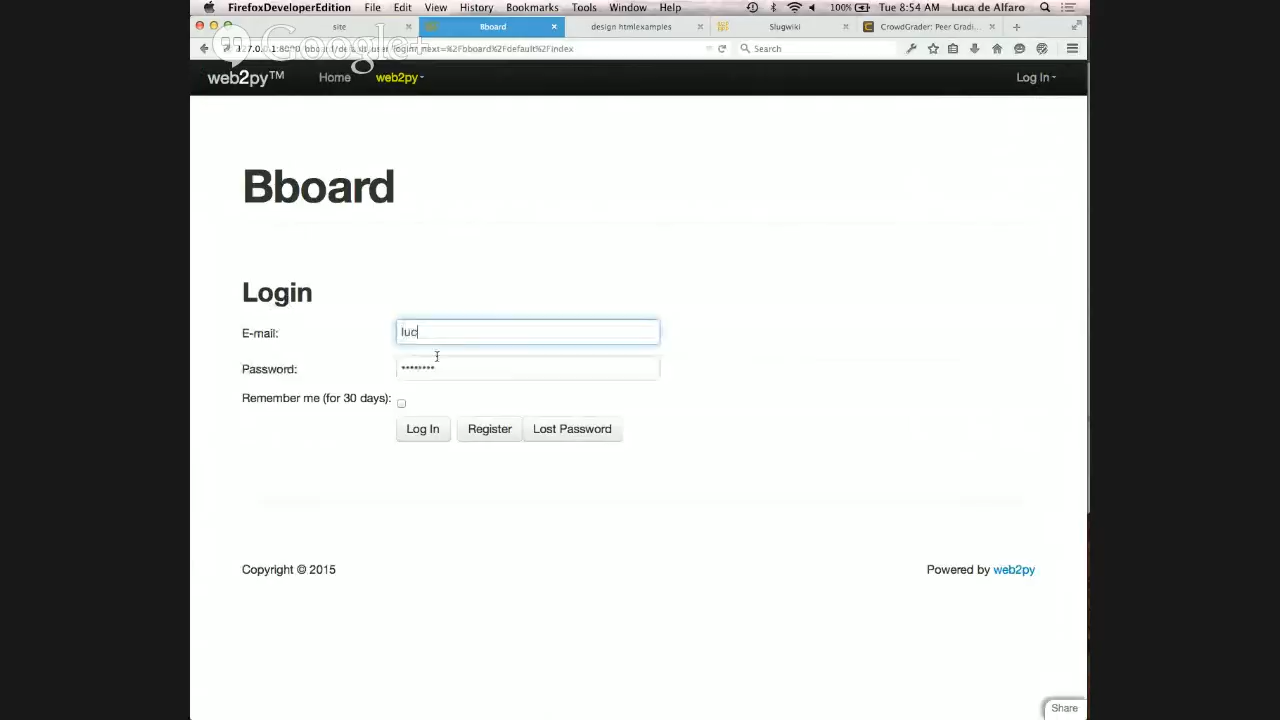 FirefoxDeveloperEdition File Edit View History Bookmarks Tools Window Help 100% Tue 8:54 AM Luca de Alfaro
site Bboard design htmlexamples Slugwiki CrowdGrader: Peer Gradi...
Google+
Search
web2py™ Home web2py Log In
Bboard
Login
E-mail: luc
Password: ••••••••
Remember me (for 30 days):
Log In Register Lost Password
Copyright © 2015 Powered by web2py
Share